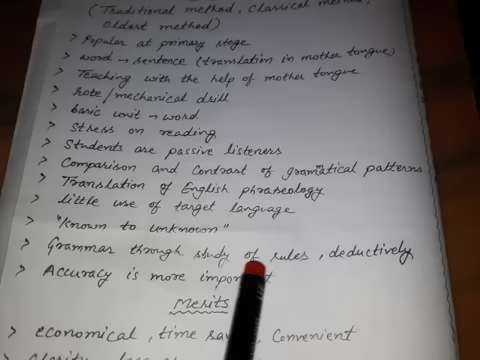 (Traditional method, Classical method,
Oldest method)
> Popular at primary stage
> word → sentence (translation in mother tongue)
> Teaching with the help of mother tongue
> Rote/mechanical drill
> basic unit → word
> Stress on reading
> Students are passive listeners
> Comparison and Contrast of gramatical patterns
> Translation of English phraseology
> little use of target language
> "Known to unknown"
> Grammar through study of rules, deductively
> Accuracy is more
Merits
> economical, time Convenient
>